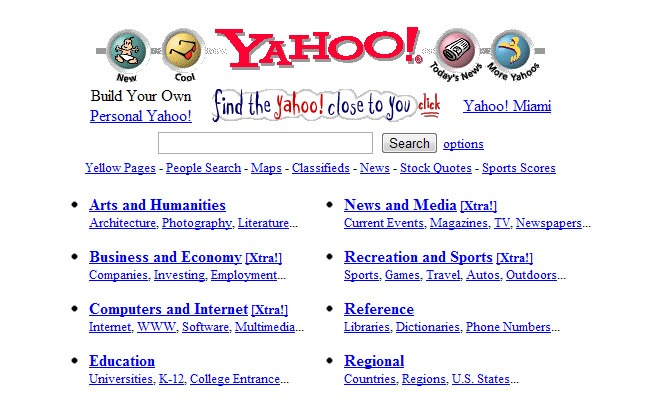 YAHOO!
New
Cool
Today's News
More Yahoos
Build Your Own
Personal Yahoo!
find the yahoo! close to you click
Yahoo! Miami
Search options
Yellow Pages - People Search - Maps - Classifieds - News - Stock Quotes - Sports Scores
Arts and Humanities
Architecture, Photography, Literature...
News and Media [Xtra!]
Current Events, Magazines, TV, Newspapers...
Business and Economy [Xtra!]
Companies, Investing, Employment...
Recreation and Sports [Xtra!]
Sports, Games, Travel, Autos, Outdoors...
Computers and Internet [Xtra!]
Internet, WWW, Software, Multimedia...
Reference
Libraries, Dictionaries, Phone Numbers...
Education
Universities, K-12, College Entrance...
Regional
Countries, Regions, U.S. States...